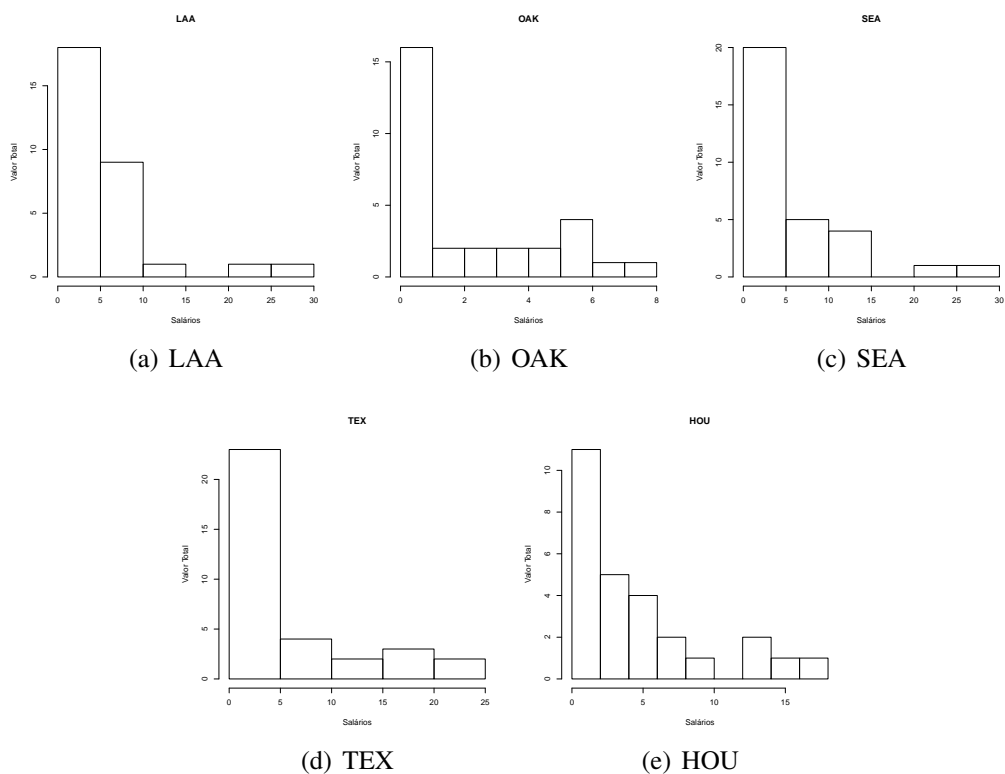 LAA
Valor Total
0 5 10 15
0 5 10 15 20 25 30
Salários
(a) LAA
OAK
Valor Total
0 5 10 15
0 2 4 6 8
Salários
(b) OAK
SEA
Valor Total
0 5 10 15 20
0 5 10 15 20 25 30
Salários
(c) SEA
TEX
Valor Total
0 5 10 15 20
0 5 10 15 20 25
Salários
(d) TEX
HOU
Valor Total
0 2 4 6 8 10
0 5 10 15
Salários
(e) HOU